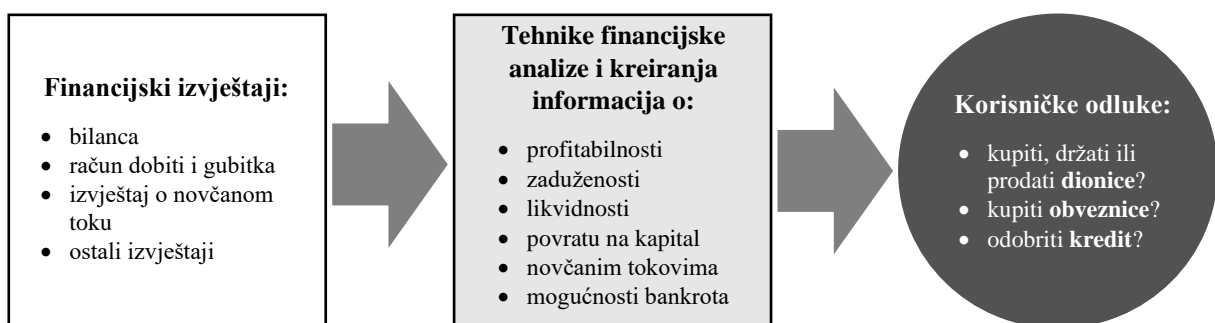 Financijski izvještaji:
• bilanca
• račun dobiti i gubitka
• izvještaj o novčanom
toku
• ostali izvještaji
Tehnike financijske
analize i kreiranja
informacija o:
• profitabilnosti
• zaduženosti
• likvidnosti
• povratu na kapital
• novčanim tokovima
• mogućnosti bankrota
Korisničke odluke:
• kupiti, držati ili
prodati dionice?
• kupiti obveznice?
• odobriti kredit?